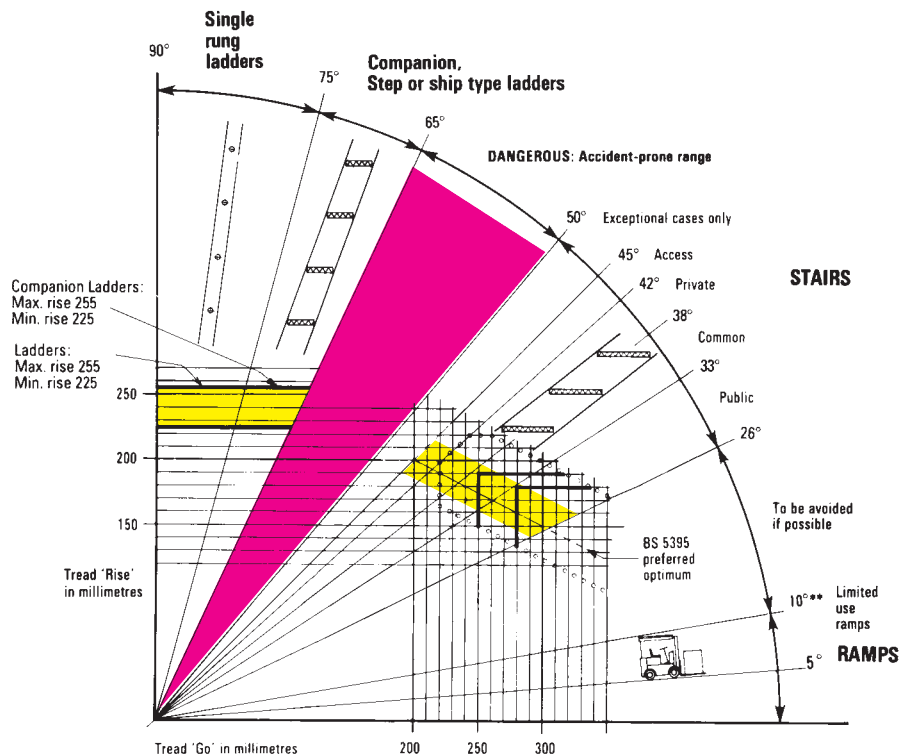 Single
rung
ladders
90°
Companion,
Step or ship type ladders
75°
65°
DANGEROUS: Accident-prone range
50° Exceptional cases only
45° Access
42° Private
STAIRS
38°
Common
33°
Public
26°
Companion Ladders:
Max. rise 255
Min. rise 225
Ladders:
Max. rise 255
Min. rise 225
250
200
150
To be avoided
if possible
BS 5395
preferred
optimum
Tread 'Rise'
in millimetres
10°** Limited
use
ramps
5° RAMPS
Tread 'Go' in millimetres
200 250 300